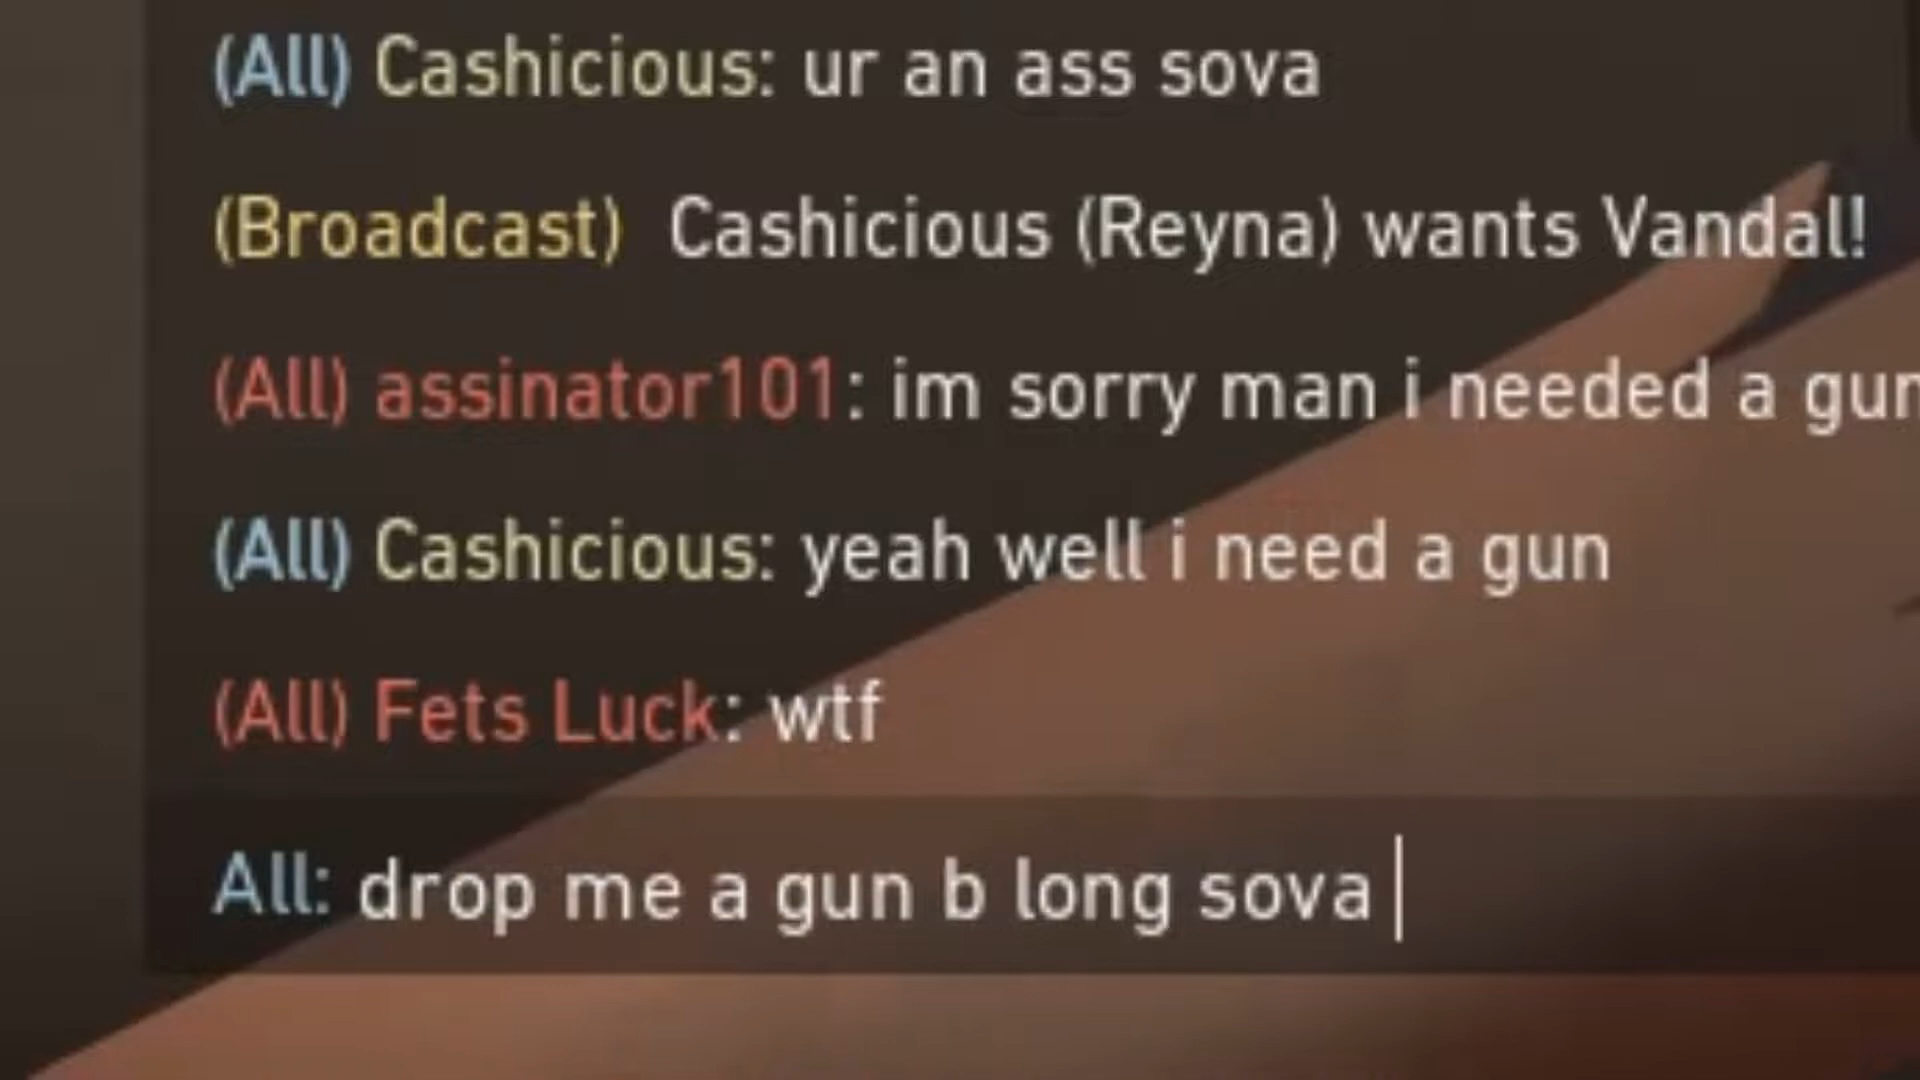 (All) Cashicious: ur an ass sova
(Broadcast) Cashicious (Reyna) wants Vandal!
(All) assinator101: im sorry man i needed a gun
(All) Cashicious: yeah well i need a gun
(All) Fets Luck: wtf
All: drop me a gun b long sova